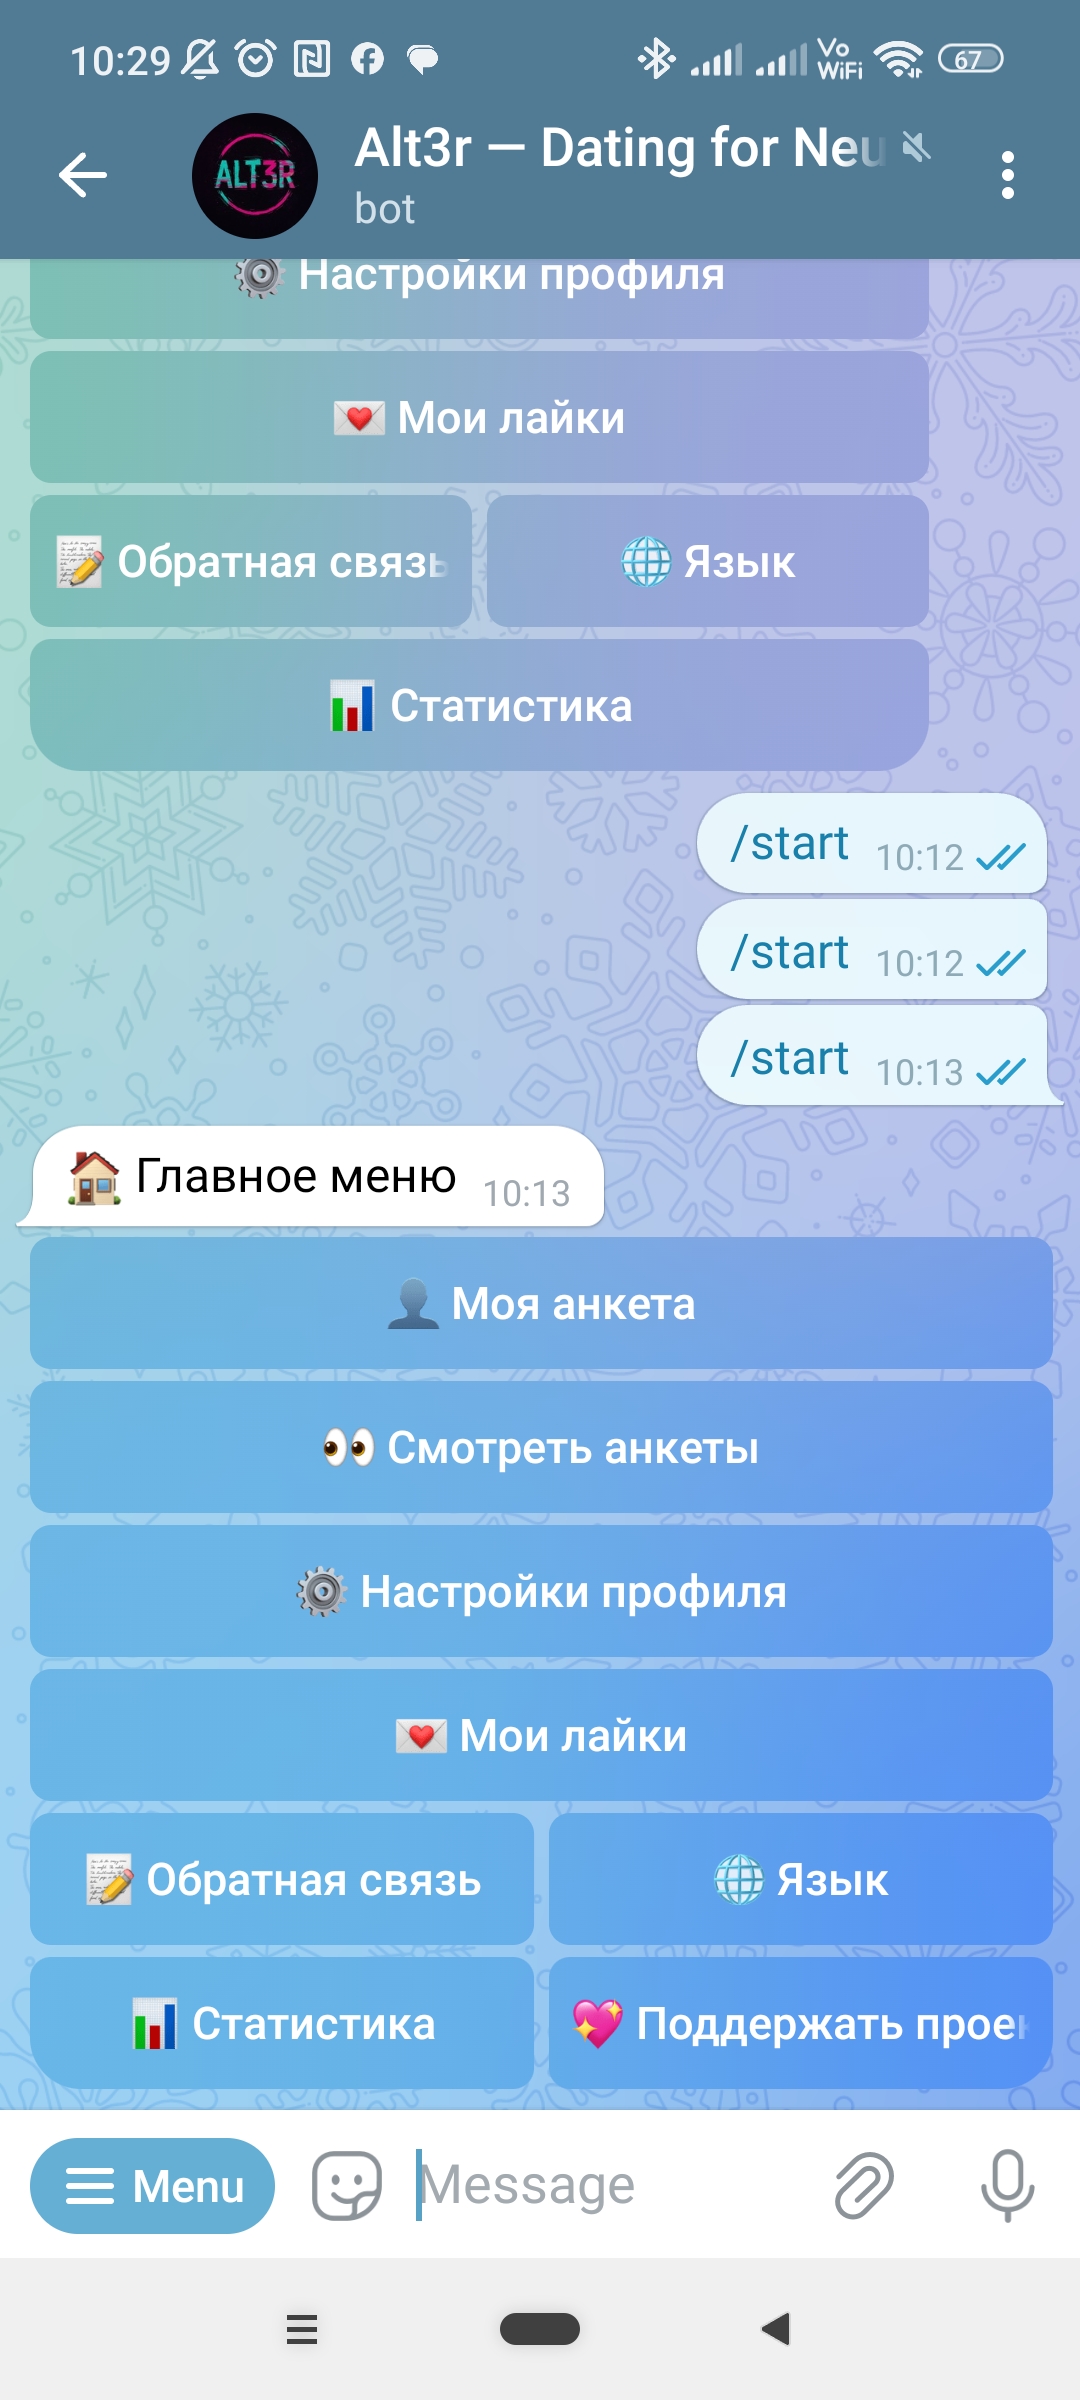 10:29
Vo
WiFi
67
ALT3R
Alt3r — Dating for Neu
bot
Настройки профиля
Мои лайки
Обратная связь
Язык
Статистика
/start 10:12
/start 10:12
/start 10:13
Главное меню 10:13
Моя анкета
Смотреть анкеты
Настройки профиля
Мои лайки
Обратная связь
Язык
Статистика
Поддержать проек
Menu
Message